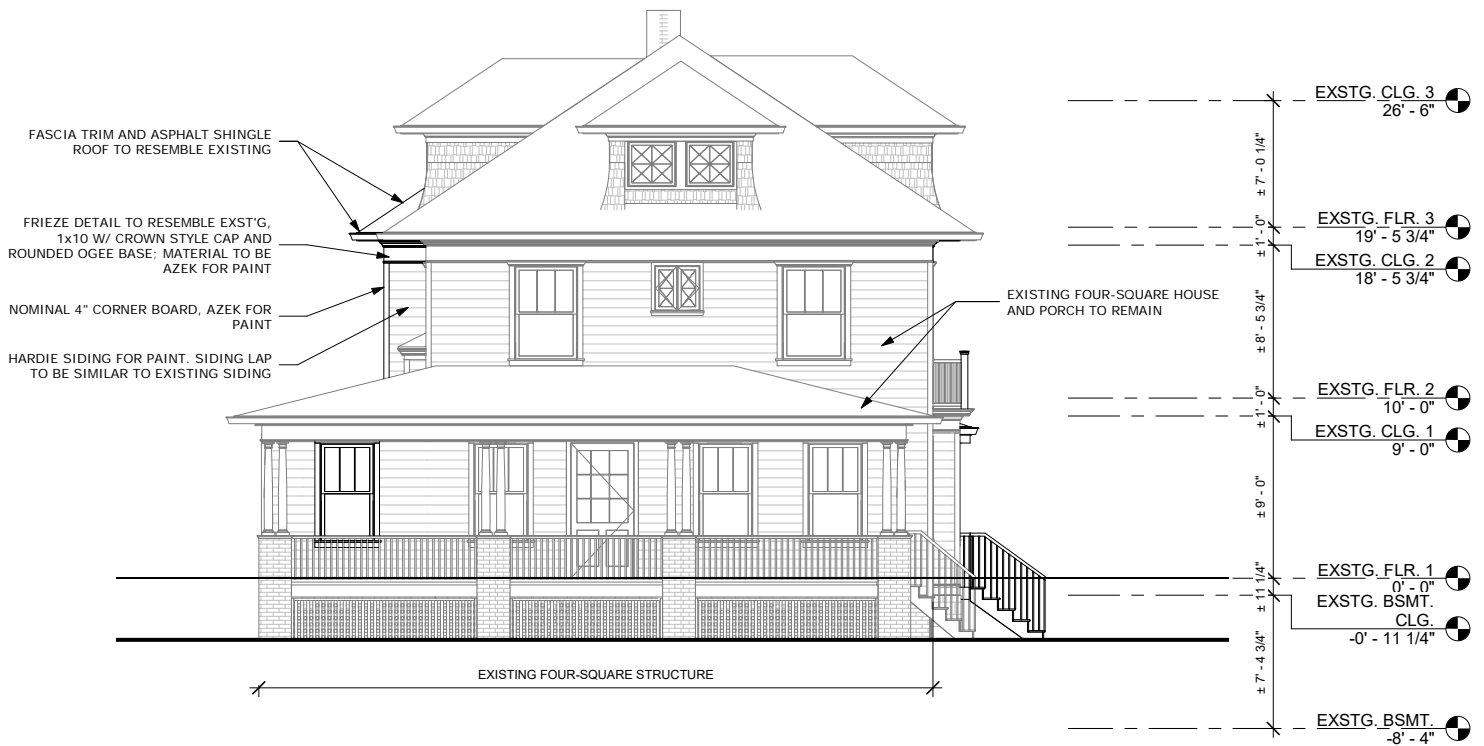 FASCIA TRIM AND ASPHALT SHINGLE
ROOF TO RESEMBLE EXISTING
FRIEZE DETAIL TO RESEMBLE EXST'G,
1x10 W/ CROWN STYLE CAP AND
ROUNDED OGEE BASE; MATERIAL TO BE
AZEK FOR PAINT
NOMINAL 4" CORNER BOARD, AZEK FOR
PAINT
HARDIE SIDING FOR PAINT. SIDING LAP
TO BE SIMILAR TO EXISTING SIDING
EXISTING FOUR-SQUARE HOUSE
AND PORCH TO REMAIN
EXISTING FOUR-SQUARE STRUCTURE
± 7' - 0 1/4"
± 1' - 0"
± 8' - 5 3/4"
± 1' - 0"
± 9' - 0"
± 11 1/4"
± 7' - 4 3/4"
EXSTG. CLG. 3
26' - 6"
EXSTG. FLR. 3
19' - 5 3/4"
EXSTG. CLG. 2
18' - 5 3/4"
EXSTG. FLR. 2
10' - 0"
EXSTG. CLG. 1
9' - 0"
EXSTG. FLR. 1
0' - 0"
EXSTG. BSMT.
CLG.
-0' - 11 1/4"
EXSTG. BSMT.
-8' - 4"